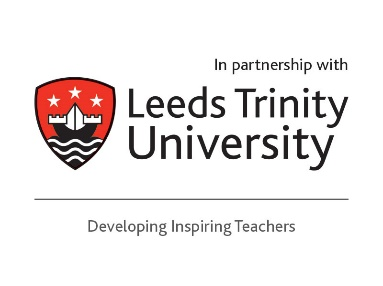 In partnership with
Leeds Trinity
University
Developing Inspiring Teachers